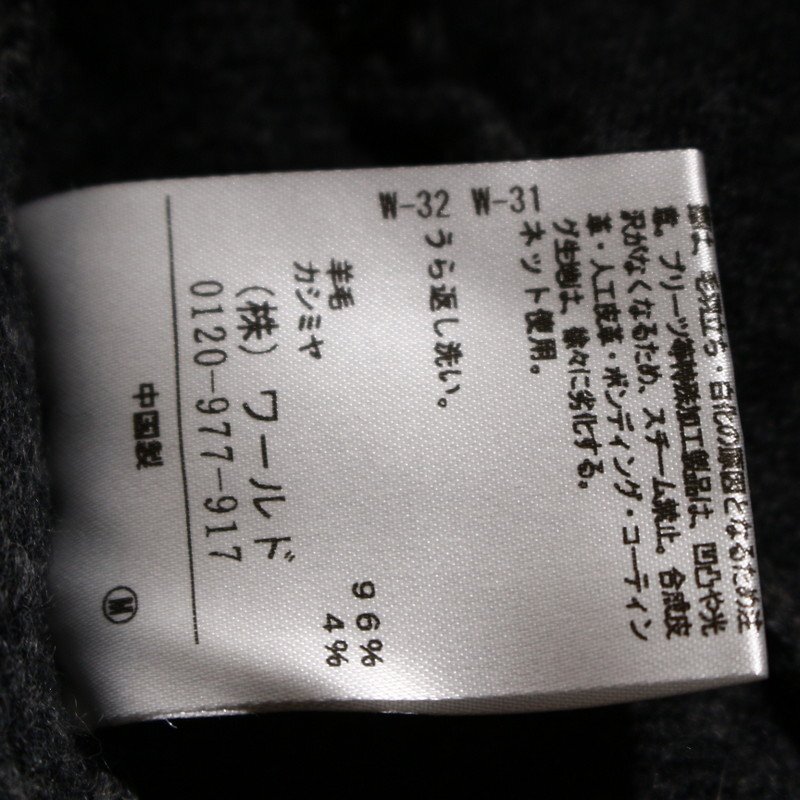 は、毛羽立ち・白化の原因となるため注
意。プリーツ等特殊加工製品は、凹凸や光
沢がなくなるため、スチーム禁止。合成皮
革・人工皮革・ボンディング・コーティン
グ生地は、徐々に劣化する。
W-31
ネット使用。
W-32
うら返し洗い。
羊毛 96%
カシミヤ 4%
(株) ワールド
0120-977-917
中国製 M